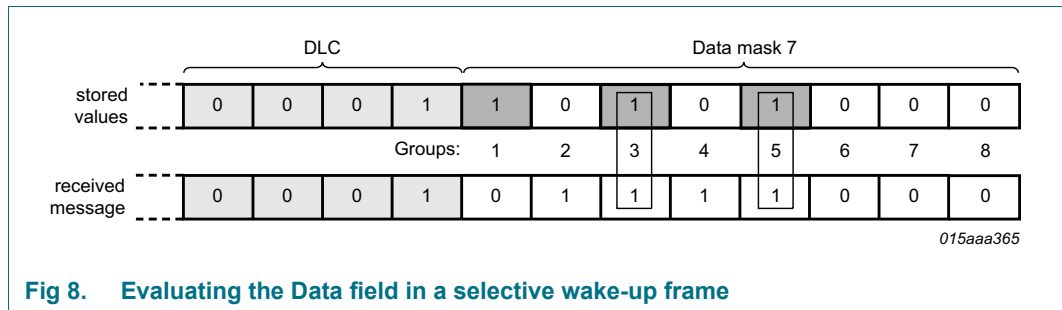 DLC Data mask 7
stored values 0 0 0 1 1 0 1 0 1 0 0 0
Groups: 1 2 3 4 5 6 7 8
received message 0 0 0 1 0 1 1 1 1 0 0 0
015aaa365
Fig 8. Evaluating the Data field in a selective wake-up frame